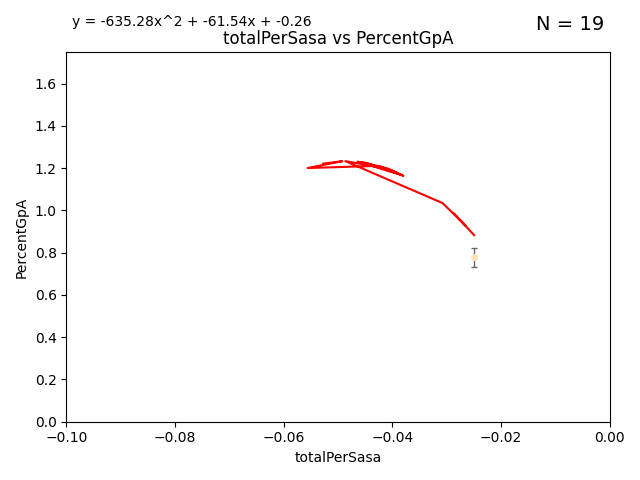 y = -635.28x^2 + -61.54x + -0.26
N = 19
totalPerSasa vs PercentGpA
PercentGpA
1.6
1.4
1.2
1.0
0.8
0.6
0.4
0.2
0.0
−0.10 −0.08 −0.06 −0.04 −0.02 0.00
totalPerSasa